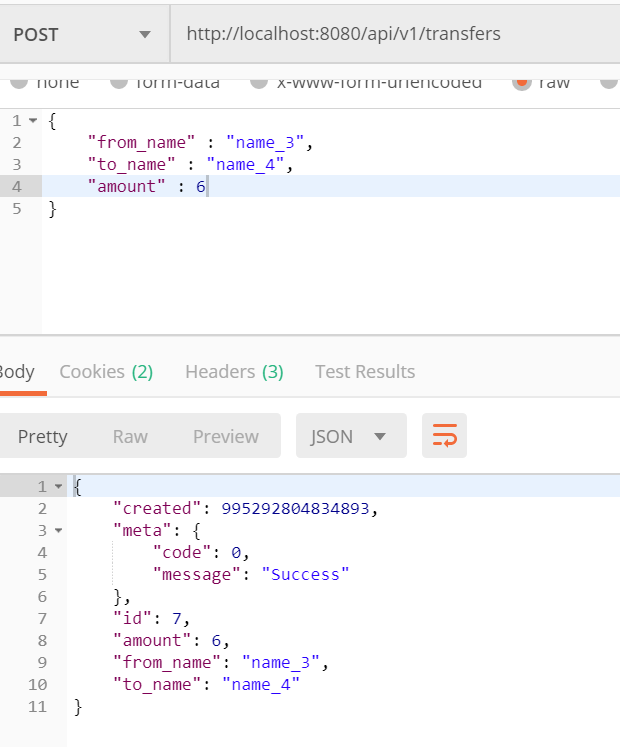 POST http://localhost:8080/api/v1/transfers
none form-data x-www-form-urlencoded raw
1 {
2 "from_name" : "name_3",
3 "to_name" : "name_4",
4 "amount" : 6
5 }
Body Cookies (2) Headers (3) Test Results
Pretty Raw Preview JSON
1 {
2 "created": 995292804834893,
3 "meta": {
4 "code": 0,
5 "message": "Success"
6 },
7 "id": 7,
8 "amount": 6,
9 "from_name": "name_3",
10 "to_name": "name_4"
11 }